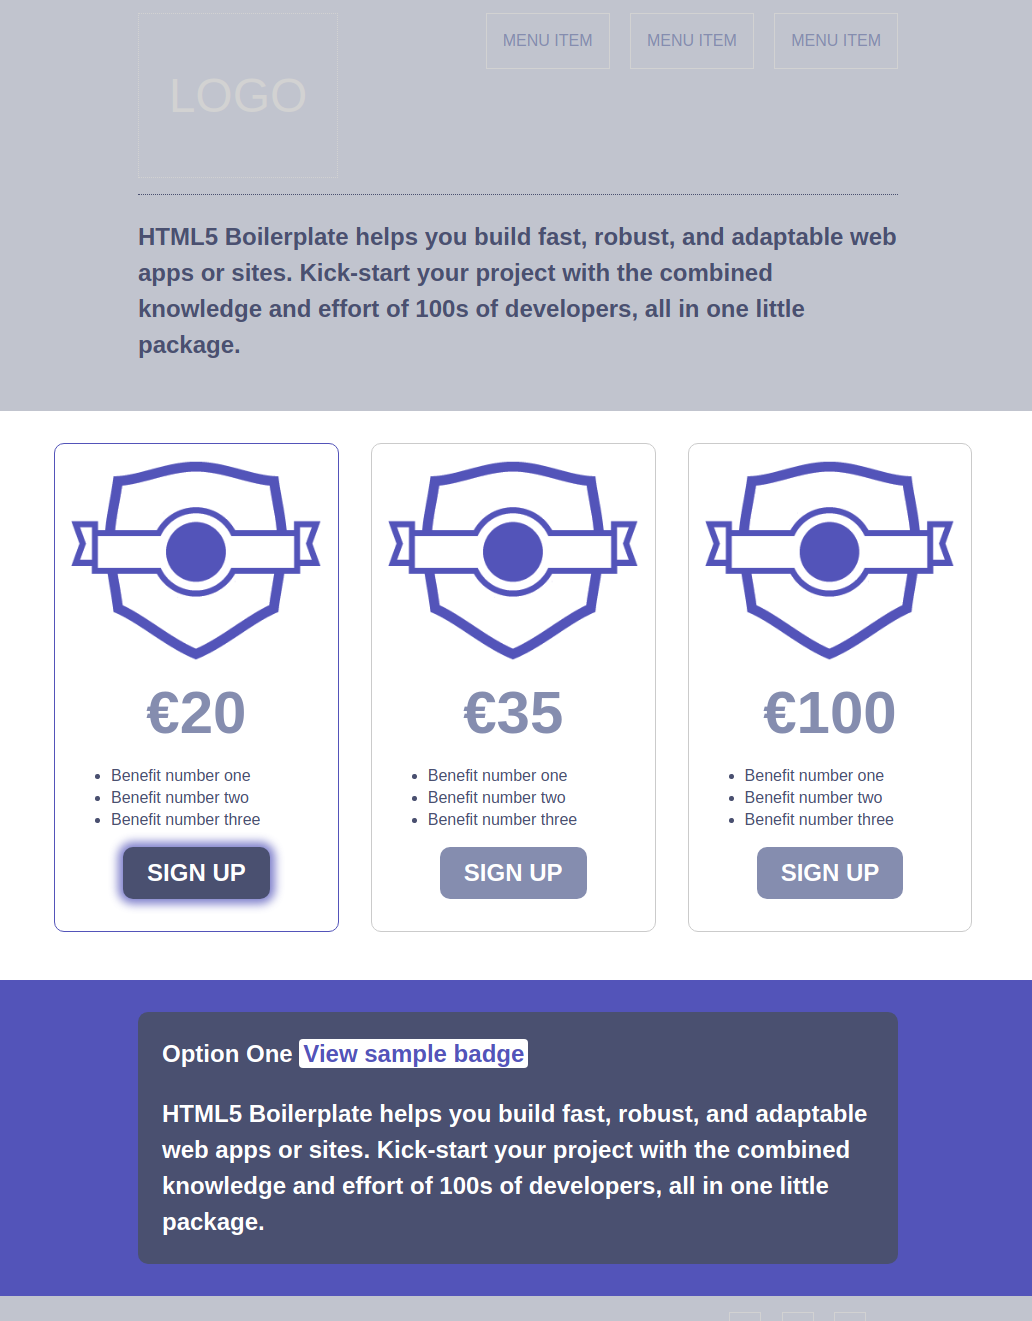 LOGO
MENU ITEM
MENU ITEM
MENU ITEM
HTML5 Boilerplate helps you build fast, robust, and adaptable web
apps or sites. Kick-start your project with the combined
knowledge and effort of 100s of developers, all in one little
package.
€20
Benefit number one
Benefit number two
Benefit number three
SIGN UP
€35
Benefit number one
Benefit number two
Benefit number three
SIGN UP
€100
Benefit number one
Benefit number two
Benefit number three
SIGN UP
Option One View sample badge
HTML5 Boilerplate helps you build fast, robust, and adaptable
web apps or sites. Kick-start your project with the combined
knowledge and effort of 100s of developers, all in one little
package.